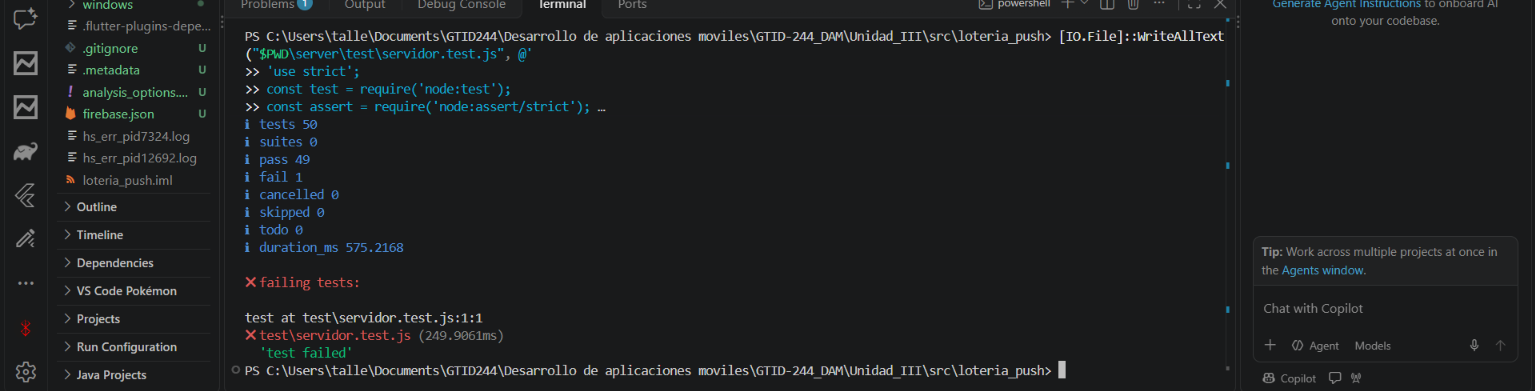 windows
.flutter-plugins-depe...
.gitignore U
.metadata U
analysis_options.... U
firebase.json U
hs_err_pid7324.log
hs_err_pid12692.log
loteria_push.iml
Outline
Timeline
Dependencies
VS Code Pokémon
Projects
Run Configuration
Java Projects
Problems 1 Output Debug Console Terminal Ports
powershell
PS C:\Users\talle\Documents\GTID244\Desarrollo de aplicaciones moviles\GTID-244_DAM\Unidad_III\src\loteria_push> [IO.File]::WriteAllText
("$PWD\server\test\servidor.test.js", @'
>> 'use strict';
>> const test = require('node:test');
>> const assert = require('node:assert/strict'); …
ℹ tests 50
ℹ suites 0
ℹ pass 49
ℹ fail 1
ℹ cancelled 0
ℹ skipped 0
ℹ todo 0
ℹ duration_ms 575.2168
failing tests:
test at test\servidor.test.js:1:1
test\servidor.test.js (249.9061ms)
'test failed'
PS C:\Users\talle\Documents\GTID244\Desarrollo de aplicaciones moviles\GTID-244_DAM\Unidad_III\src\loteria_push>
Generate Agent Instructions to onboard AI
onto your codebase.
Tip: Work across multiple projects at once in
the Agents window.
Chat with Copilot
Agent Models
Copilot